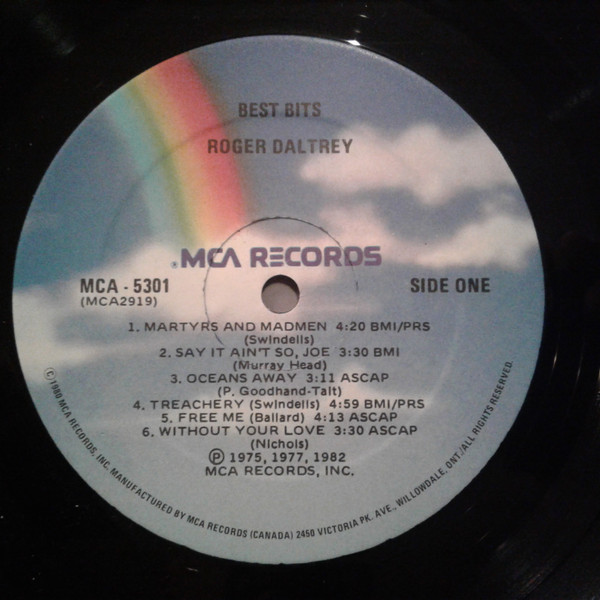 BEST BITS
ROGER DALTREY
MCA RECORDS
MCA - 5301
(MCA2919)
SIDE ONE
1. MARTYRS AND MADMEN 4:20 BMI/PRS
(Swindells)
2. SAY IT AIN'T SO, JOE 3:30 BMI
(Murray Head)
3. OCEANS AWAY 3:11 ASCAP
(P. Goodhand-Tait)
4. TREACHERY (Swindells) 4:59 BMI/PRS
5. FREE ME (Ballard) 4:13 ASCAP
6. WITHOUT YOUR LOVE 3:30 ASCAP
(Nichols)
Ⓟ 1975, 1977, 1982
MCA RECORDS, INC.
©1980 MCA RECORDS, INC. MANUFACTURED BY MCA RECORDS (CANADA) 2450 VICTORIA PK. AVE., WILLOWDALE, ONT./ALL RIGHTS RESERVED.